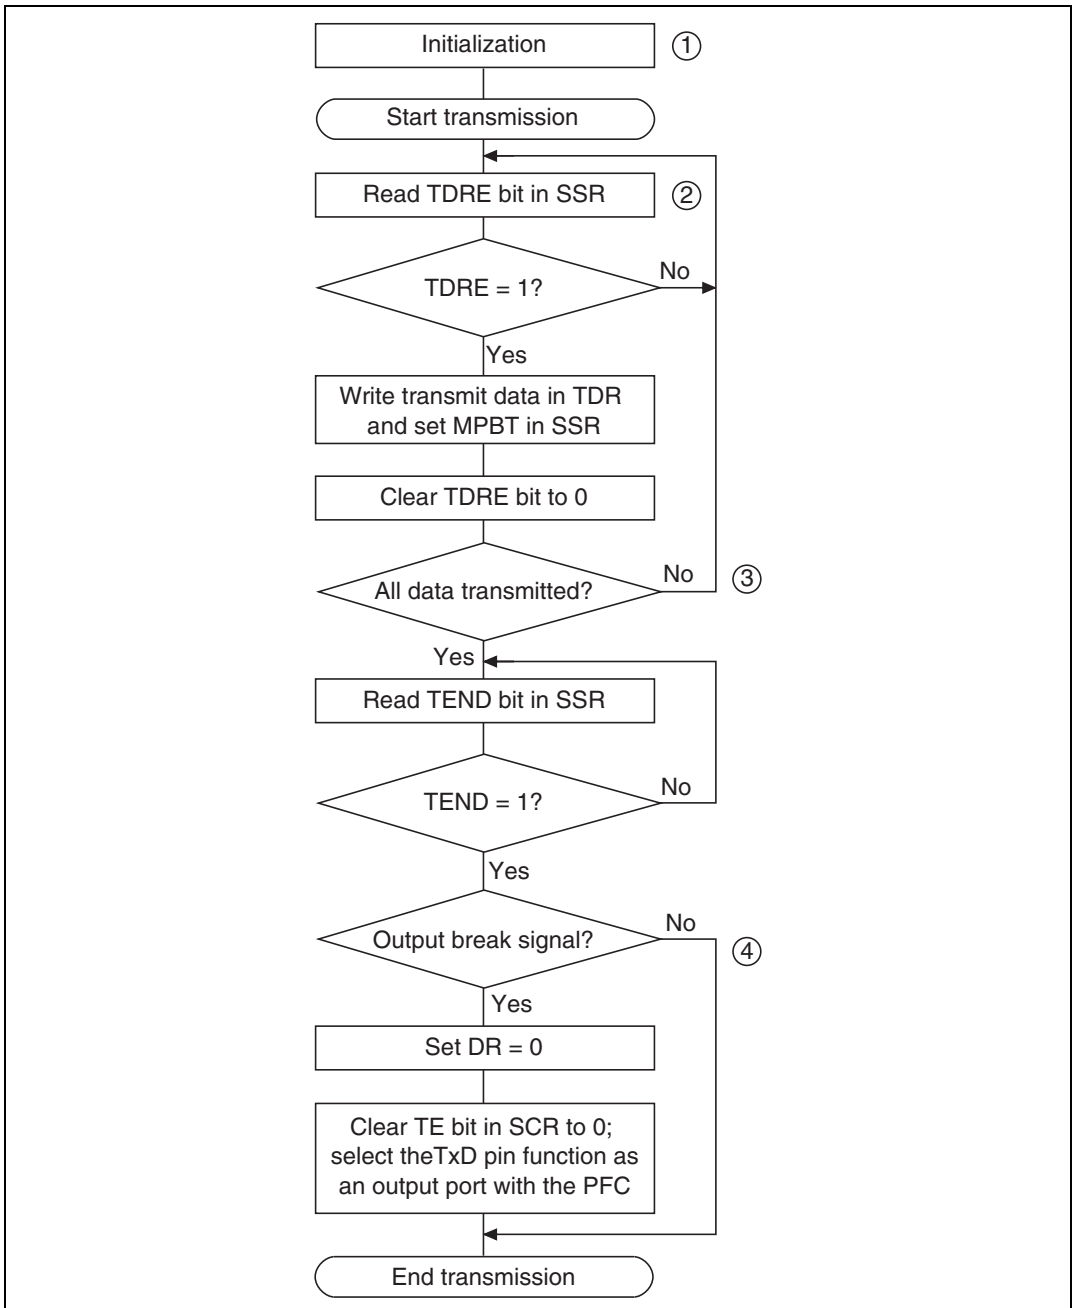 Initialization
①
Start transmission
Read TDRE bit in SSR
②
TDRE = 1?
No
Yes
Write transmit data in TDR
and set MPBT in SSR
Clear TDRE bit to 0
All data transmitted?
No
③
Yes
Read TEND bit in SSR
TEND = 1?
No
Yes
Output break signal?
No
④
Yes
Set DR = 0
Clear TE bit in SCR to 0;
select theTxD pin function as
an output port with the PFC
End transmission